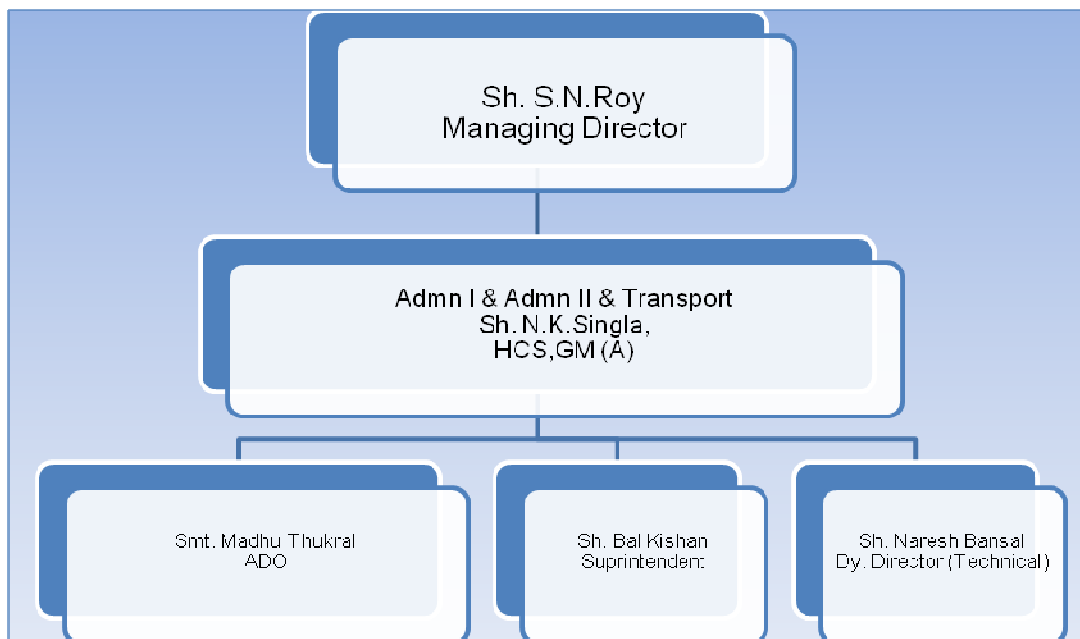 Sh. S.N.Roy
Managing Director
Admn I & Admn II & Transport
Sh. N.K.Singla,
HCS,GM (A)
Smt. Madhu Thukral
ADO
Sh. Bal Kishan
Suprintendent
Sh. Naresh Bansal
Dy. Director (Technical)